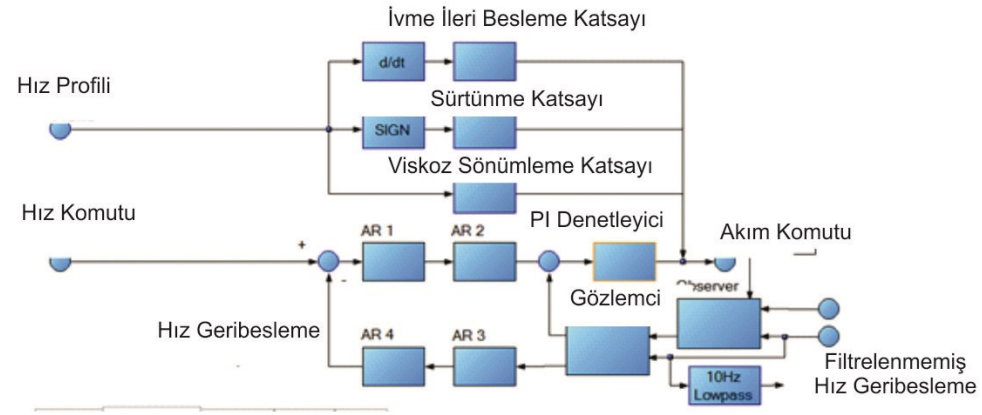 İvme İleri Besleme Katsayı
d/dt
Hız Profili
Sürtünme Katsayı
SIGN
Viskoz Sönümleme Katsayı
Hız Komutu
PI Denetleyici
AR 1
AR 2
Akım Komutu
+
-
Observer
Gözlemci
Hız Geribesleme
AR 4
AR 3
Filtrelenmemiş
Hız Geribesleme
10Hz
Lowpass